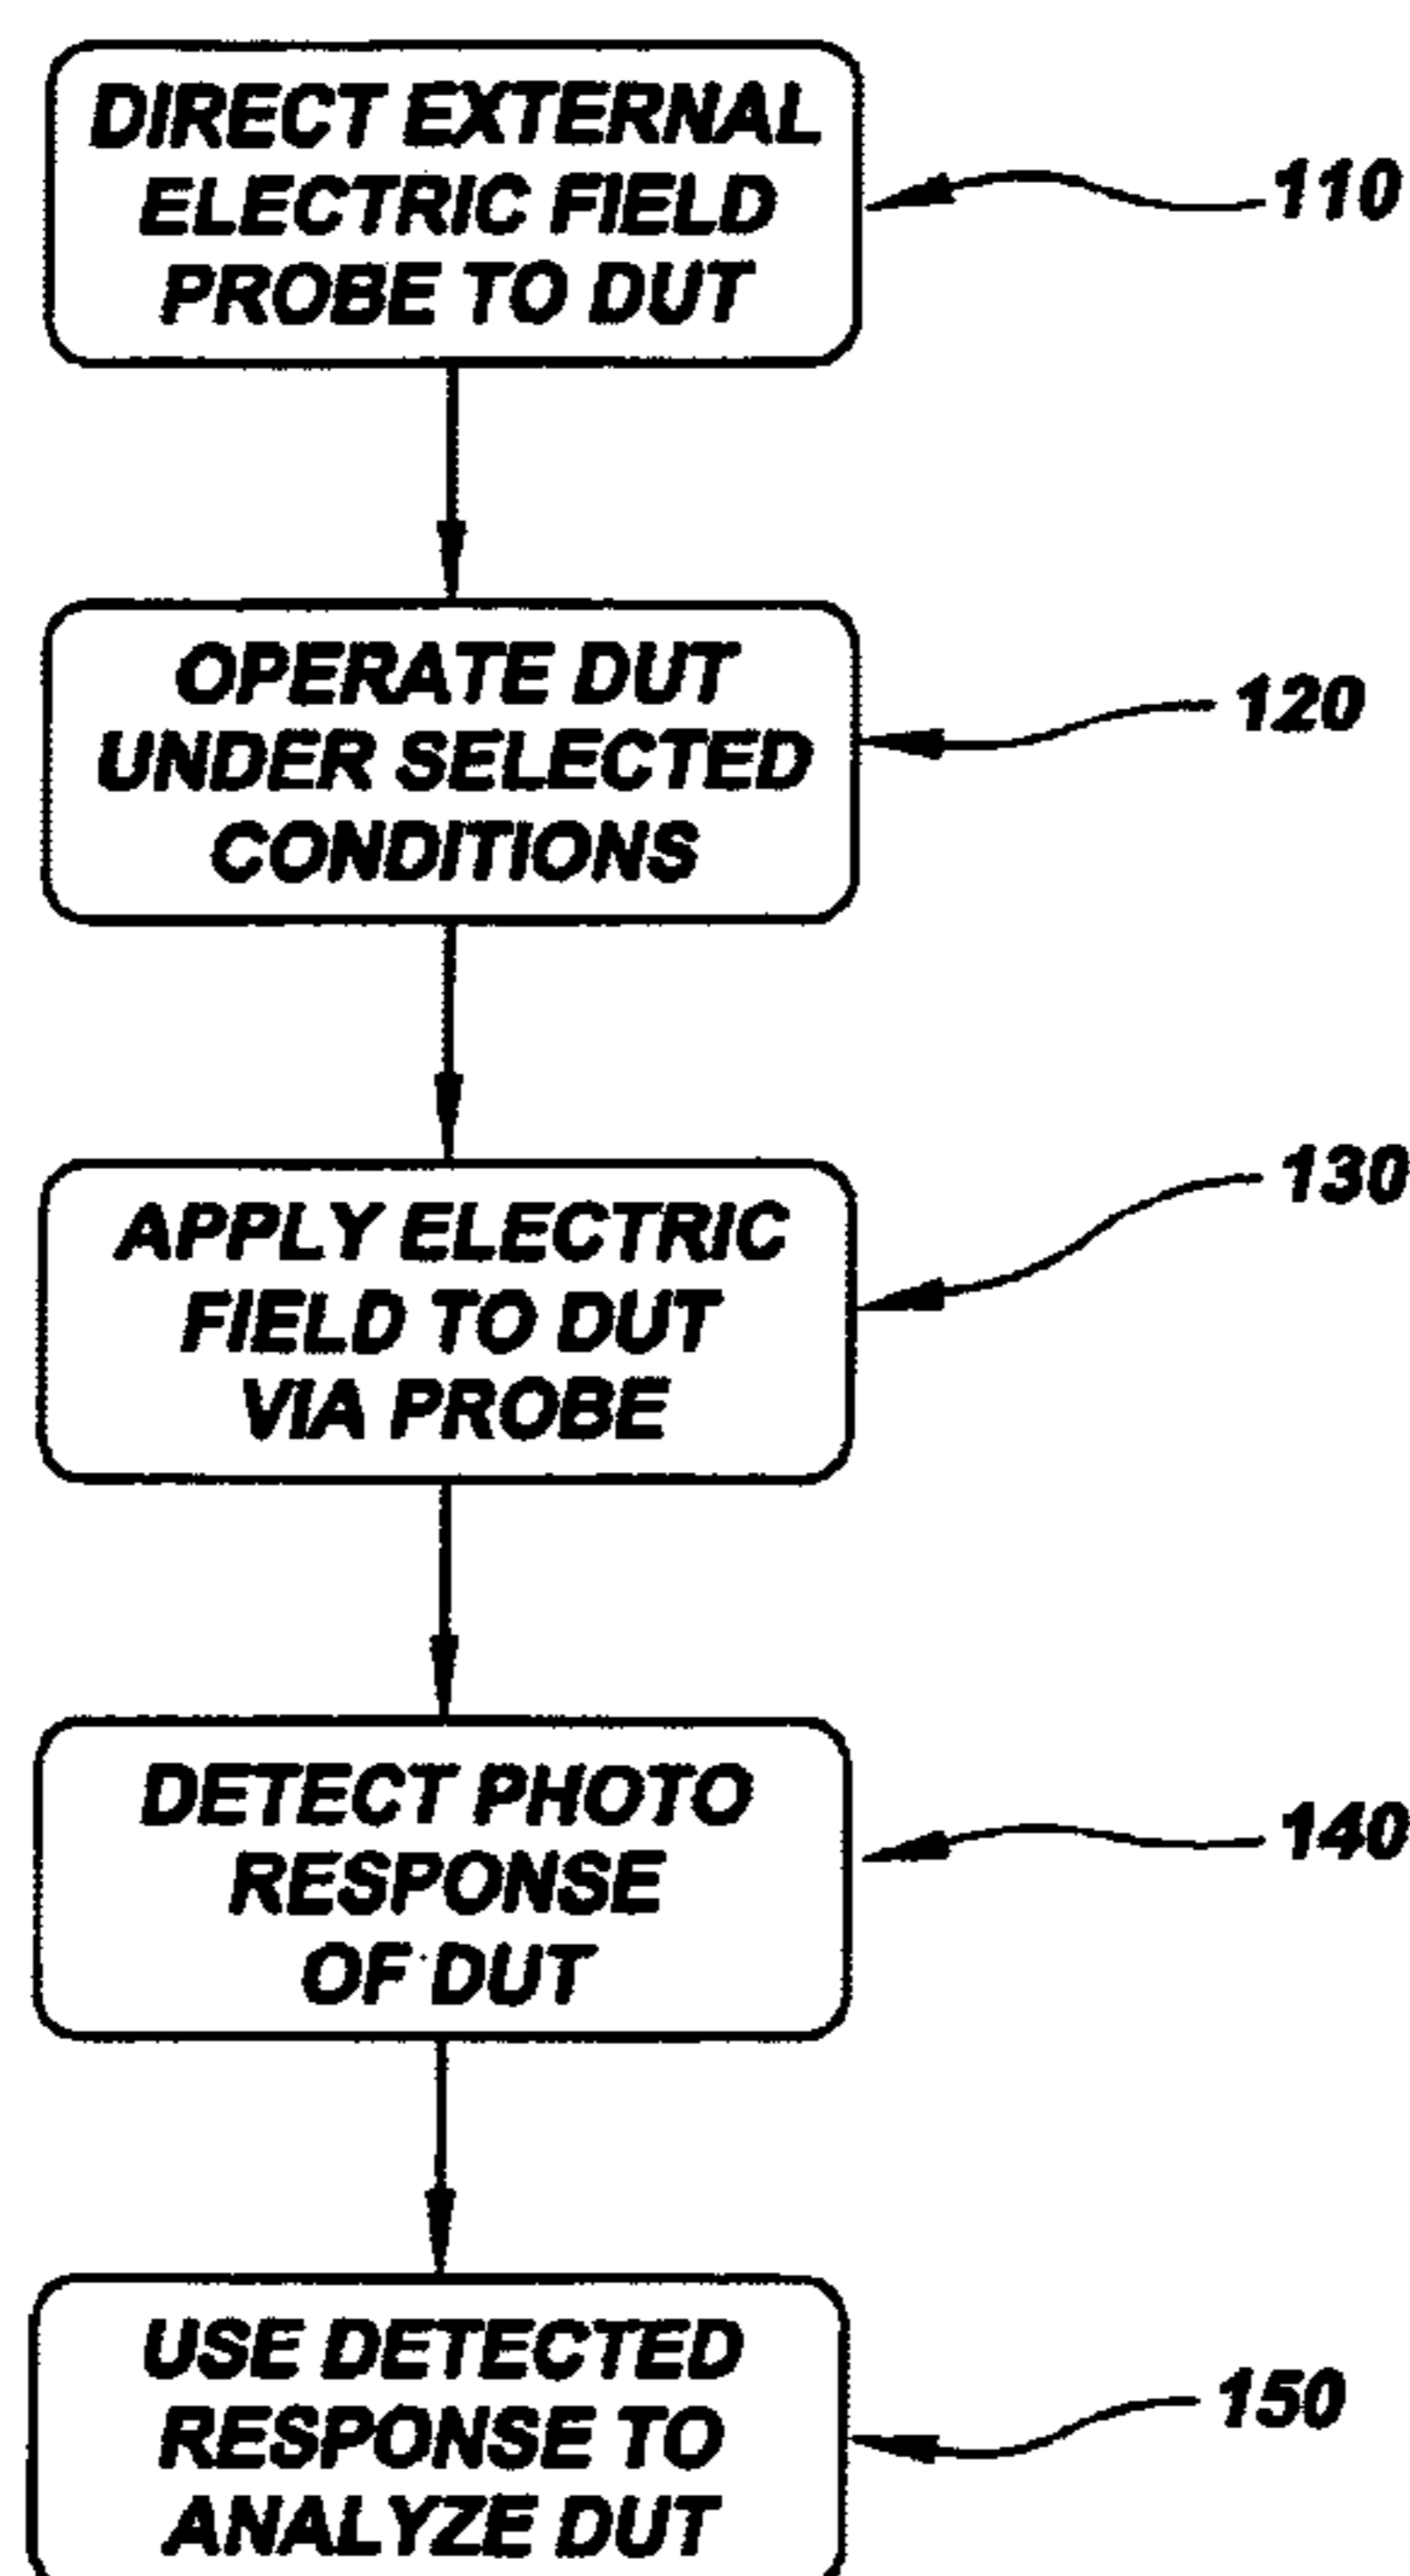 DIRECT EXTERNAL
ELECTRIC FIELD
PROBE TO DUT
110
OPERATE DUT
UNDER SELECTED
CONDITIONS
120
APPLY ELECTRIC
FIELD TO DUT
VIA PROBE
130
DETECT PHOTO
RESPONSE
OF DUT
140
USE DETECTED
RESPONSE TO
ANALYZE DUT
150